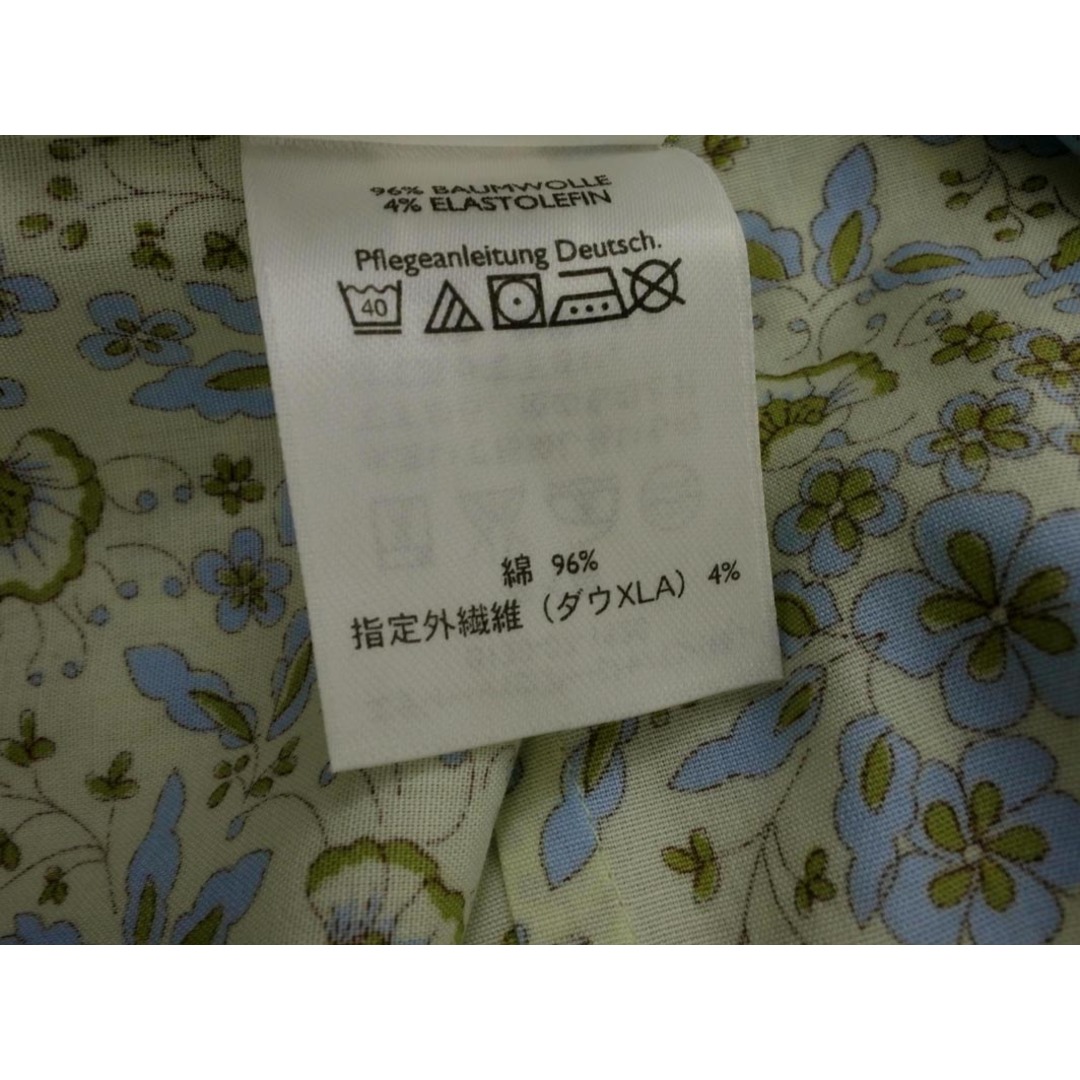 96% BAUMWOLLE
4% ELASTOLEFIN
Pflegeanleitung Deutsch.
40
綿 96%
指定外繊維（ダウXLA）4%